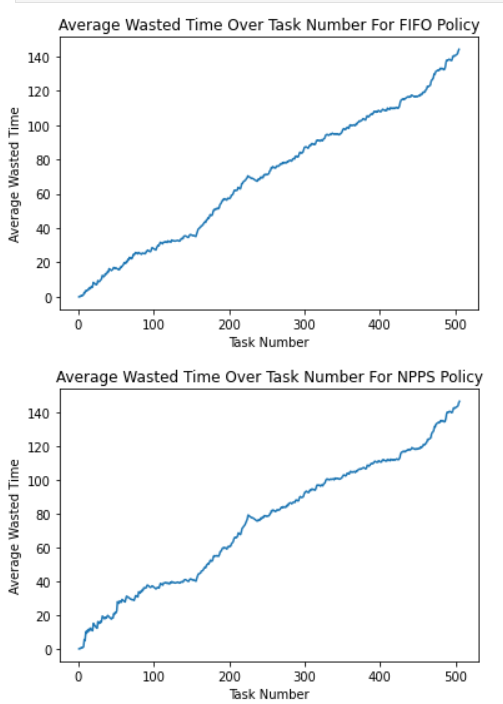 Average Wasted Time Over Task Number For FIFO Policy
140
120
100
80
60
40
20
0
Average Wasted Time
0 100 200 300 400 500
Task Number
Average Wasted Time Over Task Number For NPPS Policy
140
120
100
80
60
40
20
0
Average Wasted Time
0 100 200 300 400 500
Task Number